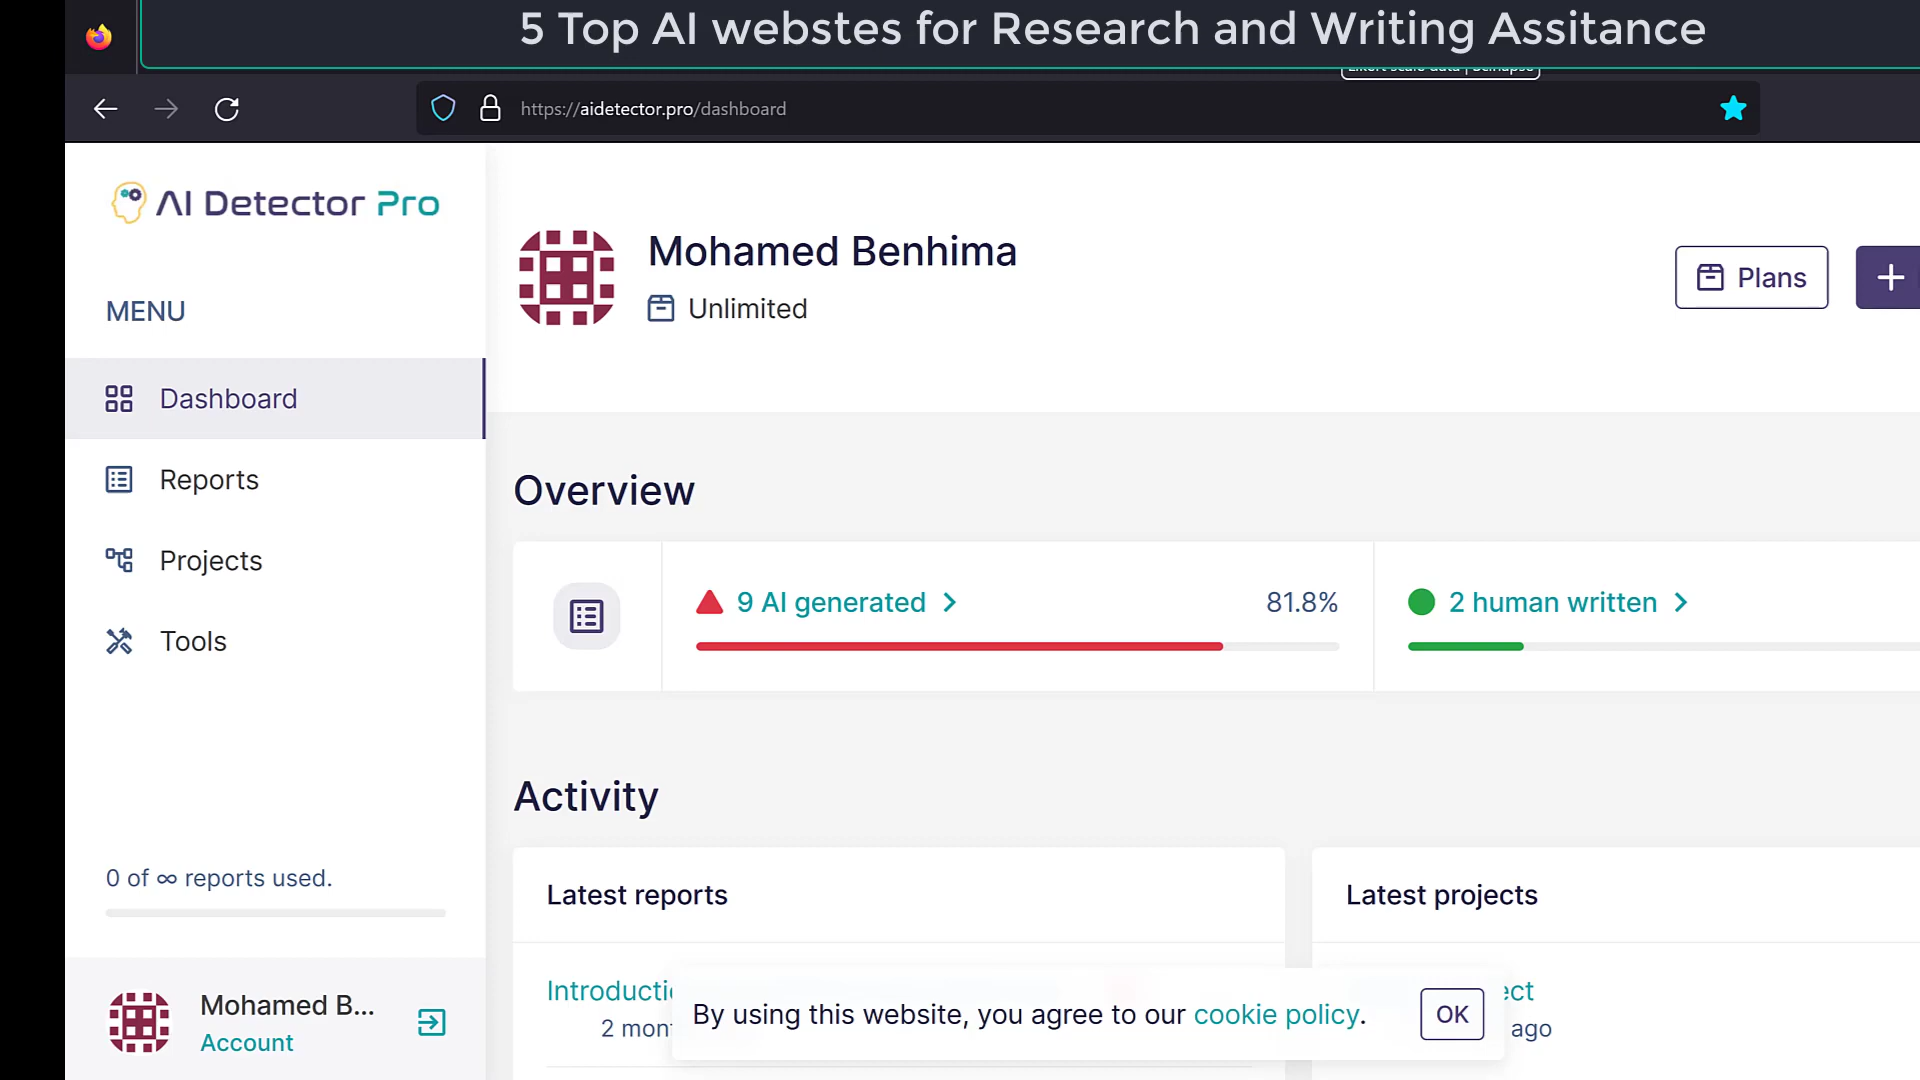 5 Top AI webstes for Research and Writing Assitance
https://aidetector.pro/dashboard
AI Detector Pro
Mohamed Benhima
Unlimited
Plans
MENU
Dashboard
Reports
Projects
Tools
Overview
9 AI generated
81.8%
2 human written
Activity
0 of ∞ reports used.
Latest reports
Latest projects
ago
By using this website, you agree to our cookie policy.
OK
Mohamed B...
Account